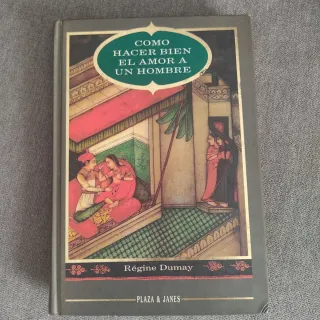 COMO
HACER BIEN
EL AMOR A
UN HOMBRE
Régine Dumay
PLAZA & JANES